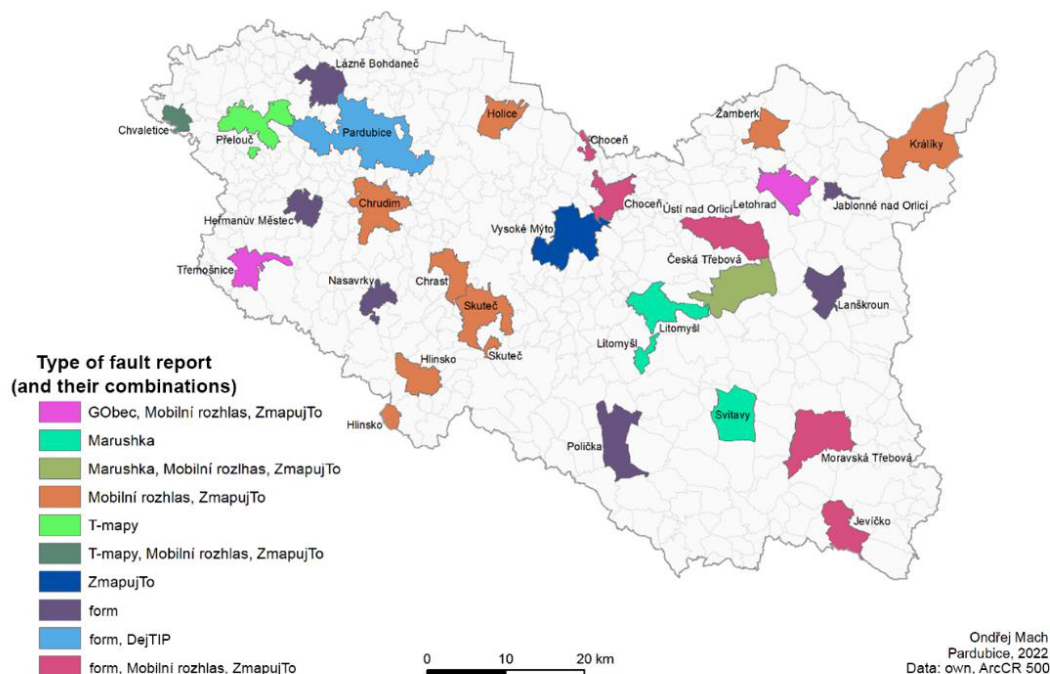 Lázně Bohdaneč
Holice
Žamberk
Chvaletice
Pardubice
Přelouč
Choceň
Králíky
Choceň
Letohrad
Jablonné nad Orlicí
Heřmanův Městec
Chrudim
Ústí nad Orlicí
Vysoké Mýto
Česká Třebová
Třemošnice
Nasavrky
Chrast
Skuteč
Lanškroun
Litomyšl
Litomyšl
Skuteč
Hlinsko
Hlinsko
Svitavy
Polička
Moravská Třebová
Jevíčko
Type of fault report
(and their combinations)
GObec, Mobilní rozhlas, ZmapujTo
Marushka
Marushka, Mobilní rozlhas, ZmapujTo
Mobilní rozhlas, ZmapujTo
T-mapy
T-mapy, Mobilní rozhlas, ZmapujTo
ZmapujTo
form
form, DejTIP
form, Mobilní rozhlas, ZmapujTo
0 10 20 km
Ondřej Mach
Pardubice, 2022
Data: own, ArcCR 500